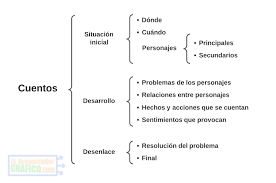 Cuentos
Situación
inicial
• Dónde
• Cuándo
Personajes
• Principales
• Secundarios
Desarrollo
• Problemas de los personajes
• Relaciones entre personajes
• Hechos y acciones que se cuentan
• Sentimientos que provocan
Desenlace
• Resolución del problema
• Final